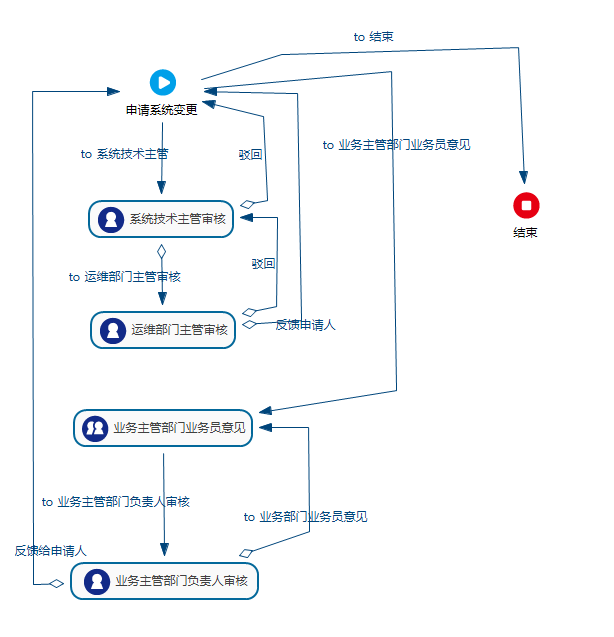 to 结束
申请系统变更
to 业务主管部门业务员意见
to 系统技术主管
驳回
系统技术主管审核
结束
驳回
to 运维部门主管审核
反馈申请人
运维部门主管审核
业务主管部门业务员意见
to 业务主管部门负责人审核
to 业务部门业务员意见
反馈给申请人
业务主管部门负责人审核